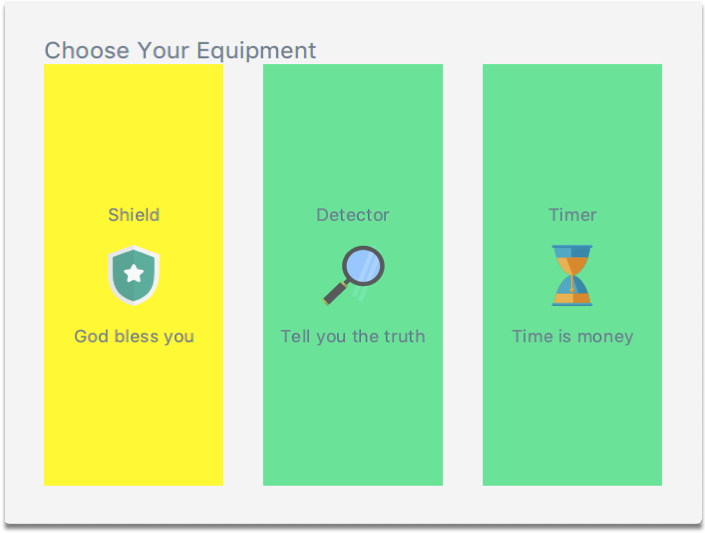 Choose Your Equipment
Shield
God bless you
Detector
Tell you the truth
Timer
Time is money